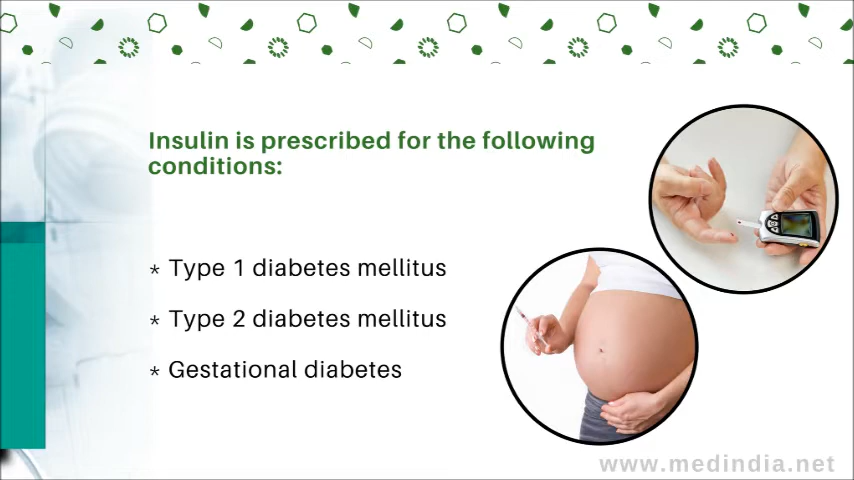 Insulin is prescribed for the following
conditions:
* Type 1 diabetes mellitus
* Type 2 diabetes mellitus
* Gestational diabetes
www.medindia.net